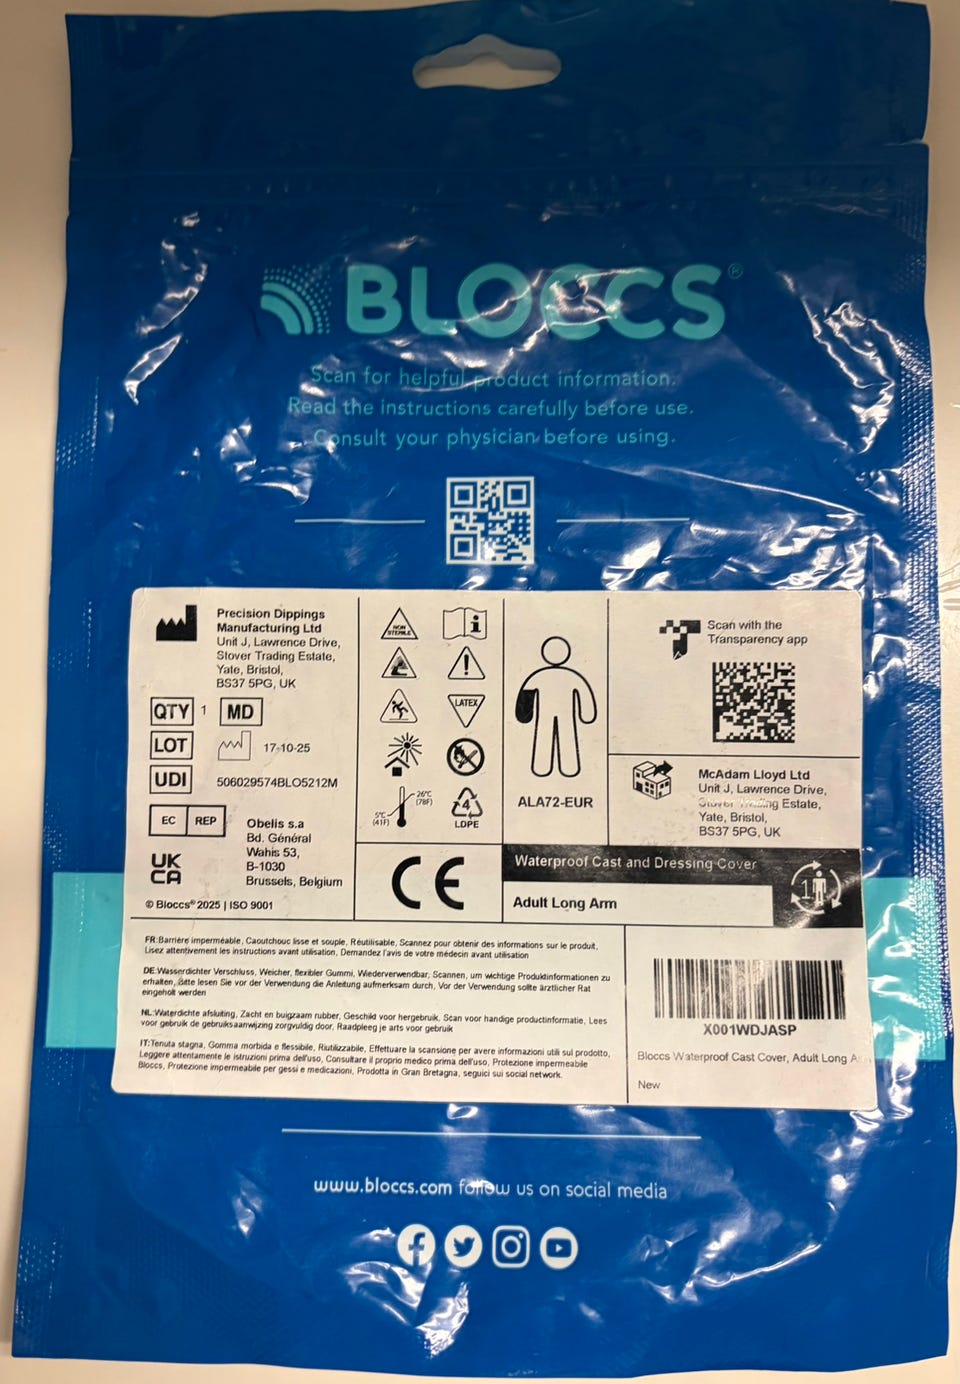 BLOCCS®
Scan for helpful product information.
Read the instructions carefully before use.
Consult your physician before using.
Precision Dippings
Manufacturing Ltd
Unit J, Lawrence Drive,
Stover Trading Estate,
Yate, Bristol,
BS37 5PG, UK
QTY 1 MD
LOT 17-10-25
UDI 506029574BLO5212M
EC REP
Obelis s.a
Bd. Général
Wahis 53,
B-1030
Brussels, Belgium
UK
CA
© Bloccs® 2025 | ISO 9001
NON
STERILE
i
!
LATEX
26°C
(78F)
5°C
(41F)
4
LDPE
CE
ALA72-EUR
Scan with the
Transparency app
McAdam Lloyd Ltd
Unit J, Lawrence Drive,
Stover Trading Estate,
Yate, Bristol,
BS37 5PG, UK
Waterproof Cast and Dressing Cover
Adult Long Arm
1
FR:Barrière imperméable, Caoutchouc lisse et souple, Réutilisable, Scannez pour obtenir des informations sur le produit,
Lisez attentivement les instructions avant utilisation, Demandez l'avis de votre médecin avant utilisation
DE:Wasserdichter Verschluss, Weicher, flexibler Gummi, Wiederverwendbar, Scannen, um wichtige Produktinformationen zu
erhalten, Bitte lesen Sie vor der Verwendung die Anleitung aufmerksam durch, Vor der Verwendung sollte ärztlicher Rat
eingeholt werden
NL:Waterdichte afsluiting, Zacht en buigzaam rubber, Geschikt voor hergebruik, Scan voor handige productinformatie, Lees
voor gebruik de gebruiksaanwijzing zorgvuldig door, Raadpleeg je arts voor gebruik
IT:Tenuta stagna, Gomma morbida e flessibile, Riutilizzabile, Effettuare la scansione per avere informazioni utili sul prodotto,
Leggere attentamente le istruzioni prima dell'uso, Consultare il proprio medico prima dell'uso, Protezione impermeabile
Bloccs, Protezione impermeabile per gessi e medicazioni, Prodotta in Gran Bretagna, seguici sui social network.
X001WDJASP
Bloccs Waterproof Cast Cover, Adult Long
New
www.bloccs.com follow us on social media